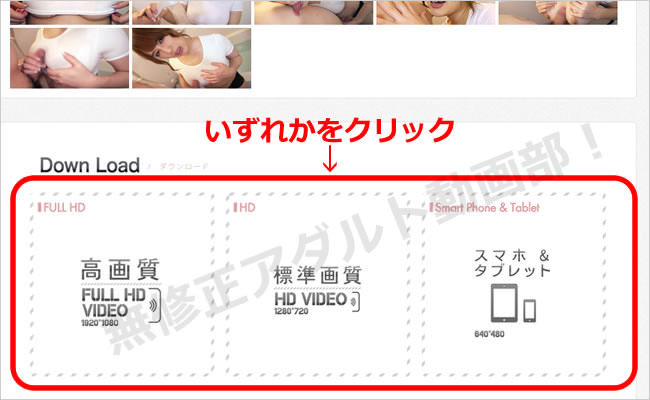 いずれかをクリック
↓
Down Load / ダウンロード
FULL HD
高画質
FULL HD
VIDEO
1920*1080
HD
標準画質
HD VIDEO
1280*720
Smart Phone & Tablet
スマホ &
タブレット
640*480
無修正アダルト動画部！